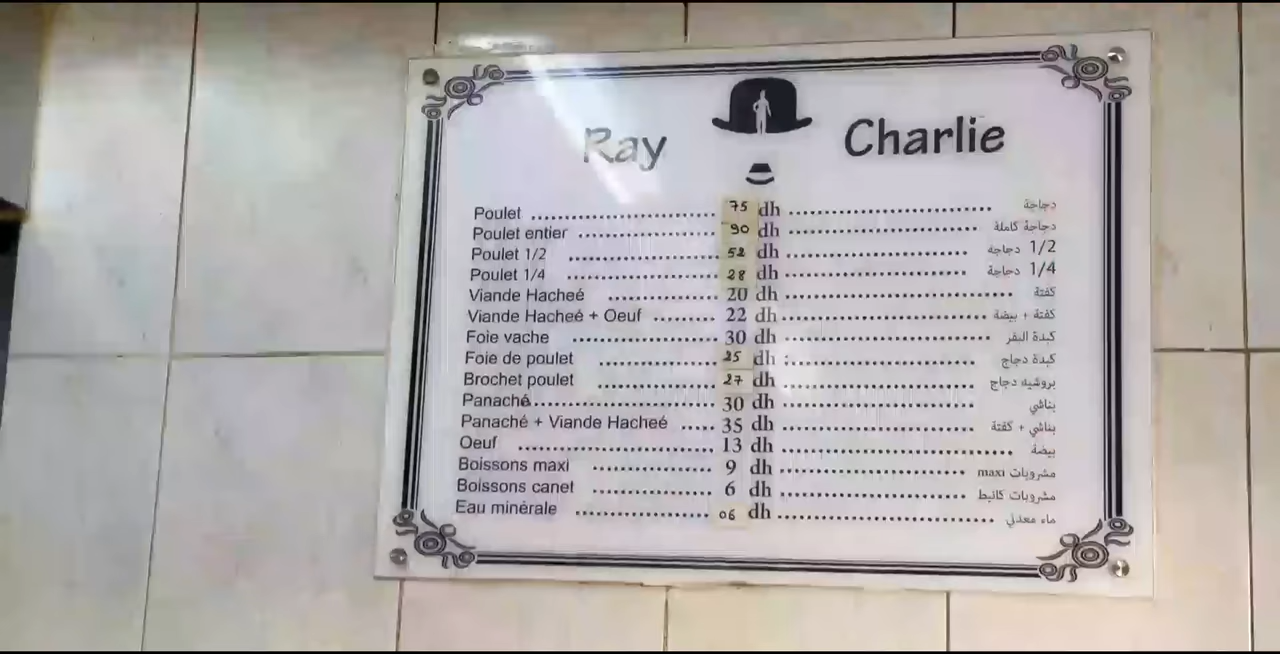 Ray Charlie
Poulet ........ 75 dh ........ دجاجة
Poulet entier ........ 90 dh ........ دجاجة كاملة
Poulet 1/2 ........ 52 dh ........ 1/2 دجاجة
Poulet 1/4 ........ 28 dh ........ 1/4 دجاجة
Viande Hacheé ........ 20 dh ........ كفتة
Viande Hacheé + Oeuf ........ 22 dh ........ كفتة + بيضة
Foie vache ........ 30 dh ........ كبدة البقر
Foie de poulet ........ 25 dh ........ كبدة دجاج
Brochet poulet ........ 27 dh ........ بروشيه دجاج
Panaché ........ 30 dh ........ بناشي
Panaché + Viande Hacheé ........ 35 dh ........ بناشي + كفتة
Oeuf ........ 13 dh ........ بيضة
Boissons maxi ........ 9 dh ........ مشروبات maxi
Boissons canet ........ 6 dh ........ مشروبات كانيط
Eau minérale ........ 06 dh ........ ماء معدني